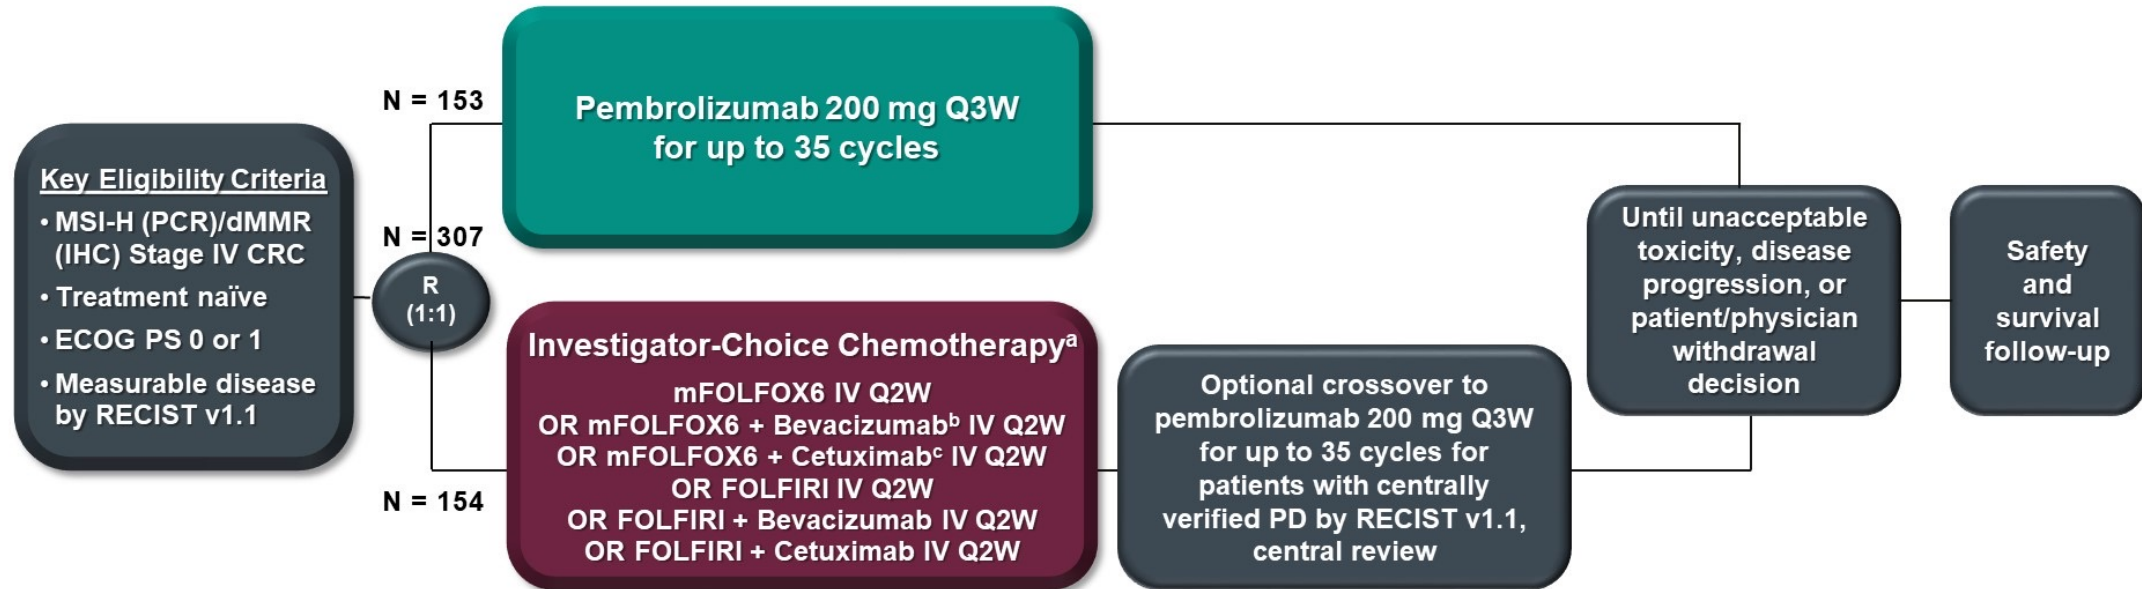 Key Eligibility Criteria
• MSI-H (PCR)/dMMR
(IHC) Stage IV CRC
• Treatment naïve
• ECOG PS 0 or 1
• Measurable disease
by RECIST v1.1
N = 307
R
(1:1)
N = 153
Pembrolizumab 200 mg Q3W
for up to 35 cycles
N = 154
Investigator-Choice Chemotherapyᵃ
mFOLFOX6 IV Q2W
OR mFOLFOX6 + Bevacizumabᵇ IV Q2W
OR mFOLFOX6 + Cetuximabᶜ IV Q2W
OR FOLFIRI IV Q2W
OR FOLFIRI + Bevacizumab IV Q2W
OR FOLFIRI + Cetuximab IV Q2W
Optional crossover to
pembrolizumab 200 mg Q3W
for up to 35 cycles for
patients with centrally
verified PD by RECIST v1.1,
central review
Until unacceptable
toxicity, disease
progression, or
patient/physician
withdrawal
decision
Safety
and
survival
follow-up